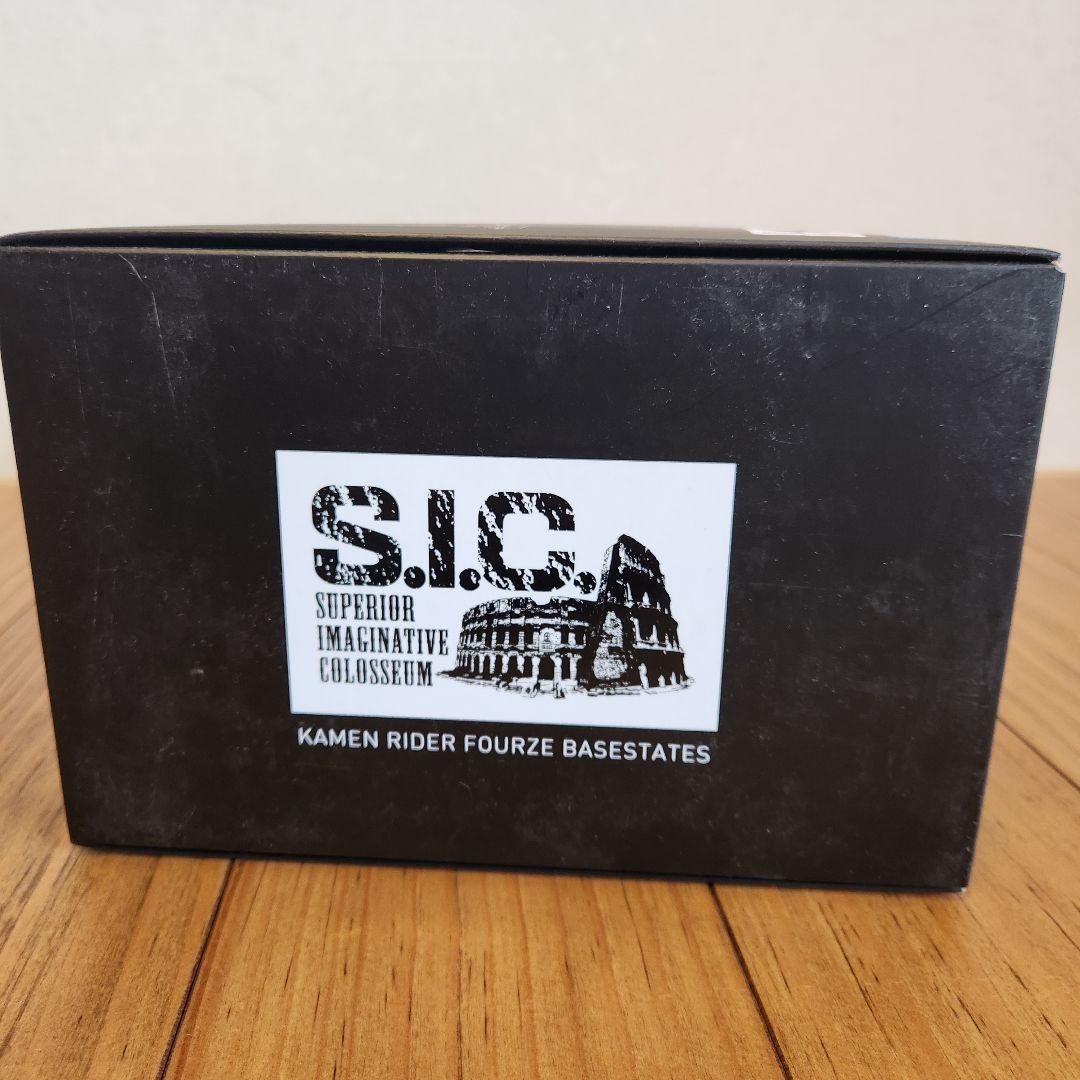 S.I.C.
SUPERIOR
IMAGINATIVE
COLOSSEUM
KAMEN RIDER FOURZE BASESTATES